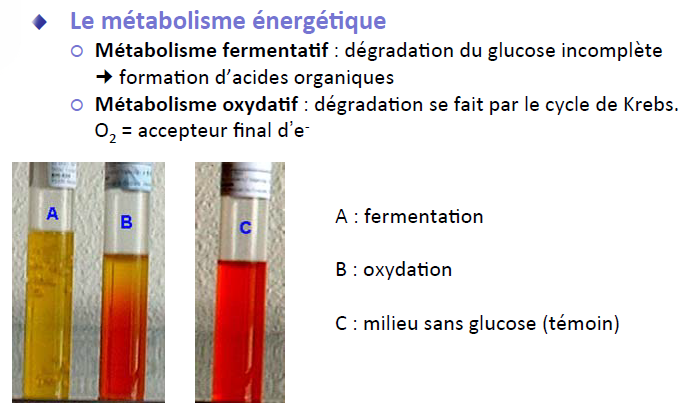 Le métabolisme énergétique
Métabolisme fermentatif : dégradation du glucose incomplète
➔ formation d'acides organiques
Métabolisme oxydatif : dégradation se fait par le cycle de Krebs.
O₂ = accepteur final d'e⁻
A
B
C
A : fermentation
B : oxydation
C : milieu sans glucose (témoin)